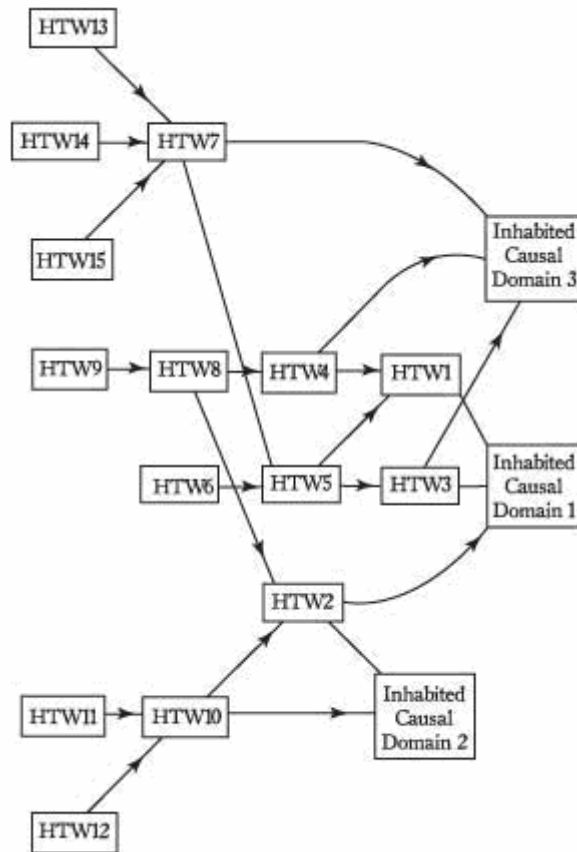 HTW13
HTW14
HTW7
HTW15
Inhabited
Causal
Domain 3
HTW9
HTW8
HTW4
HTW1
HTW6
HTW5
HTW3
Inhabited
Causal
Domain 1
HTW2
HTW11
HTW10
Inhabited
Causal
Domain 2
HTW12